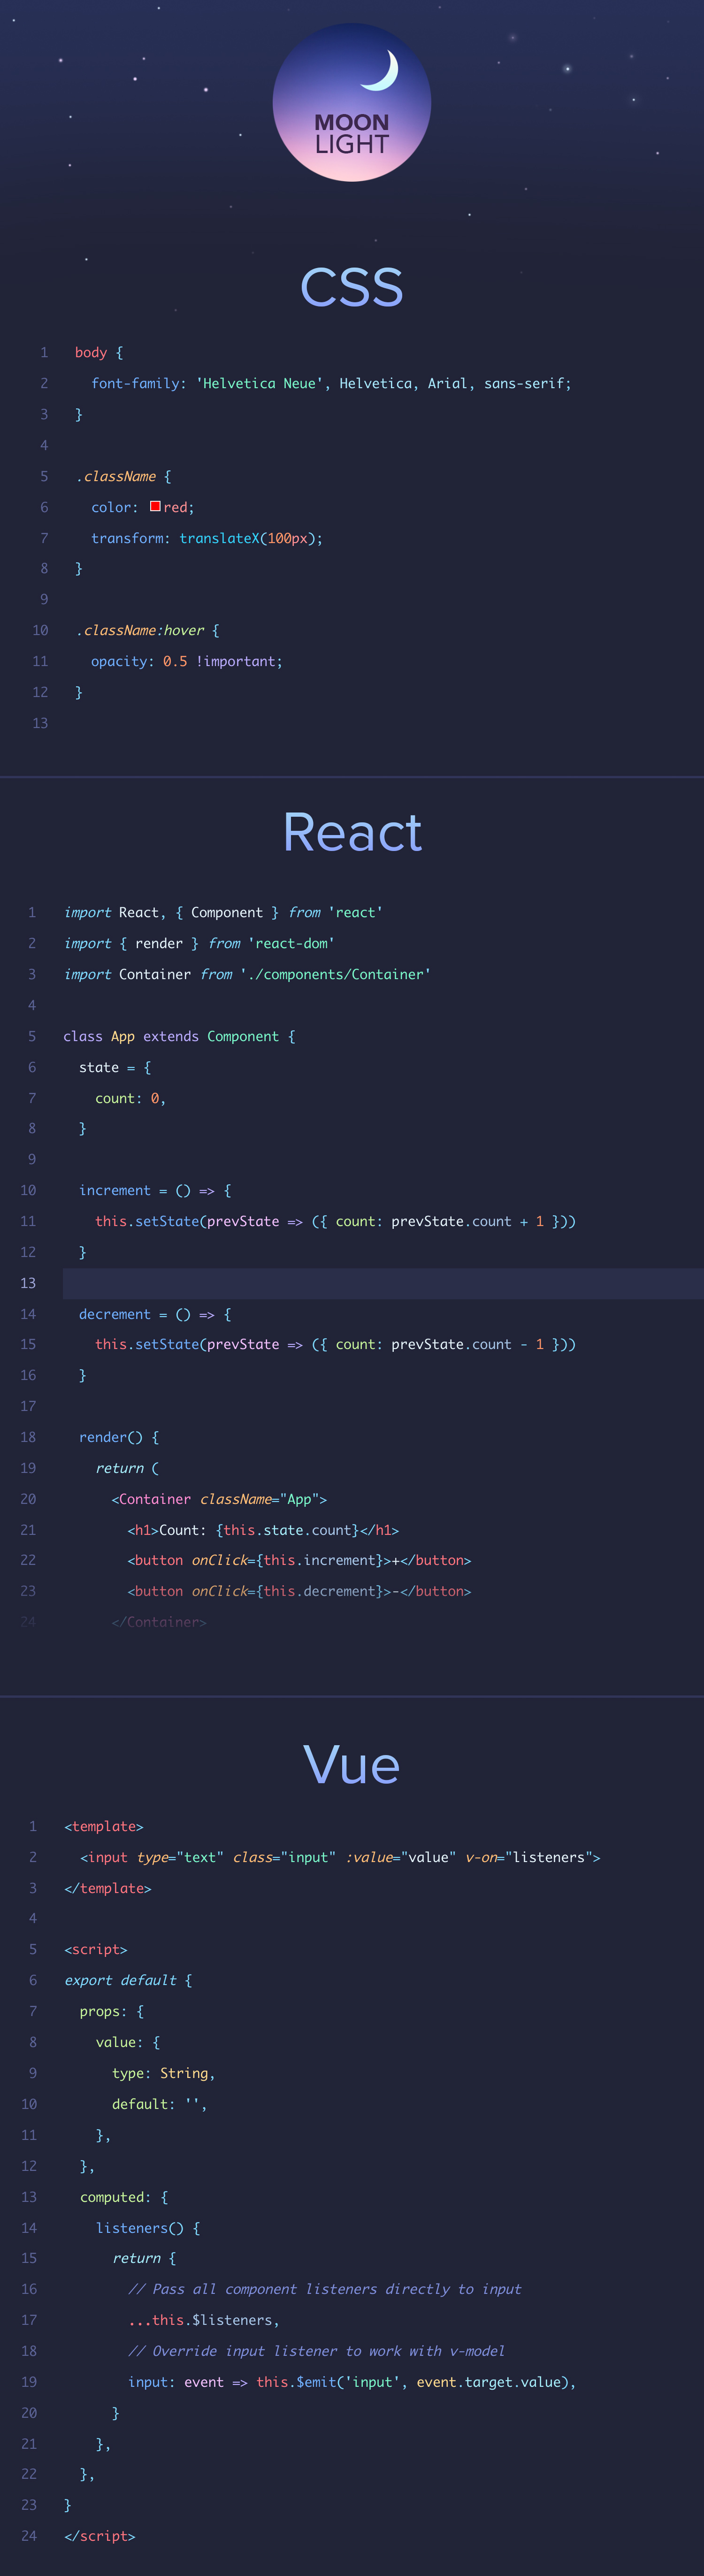 MOON
LIGHT
CSS
1 body {
2   font-family: 'Helvetica Neue', Helvetica, Arial, sans-serif;
3 }
4
5 .className {
6   color: red;
7   transform: translateX(100px);
8 }
9
10 .className:hover {
11   opacity: 0.5 !important;
12 }
13
React
1 import React, { Component } from 'react'
2 import { render } from 'react-dom'
3 import Container from './components/Container'
4
5 class App extends Component {
6   state = {
7     count: 0,
8   }
9
10   increment = () => {
11     this.setState(prevState => ({ count: prevState.count + 1 }))
12   }
13
14   decrement = () => {
15     this.setState(prevState => ({ count: prevState.count - 1 }))
16   }
17
18   render() {
19     return (
20       <Container className="App">
21         <h1>Count: {this.state.count}</h1>
22         <button onClick={this.increment}>+</button>
23         <button onClick={this.decrement}>-</button>
24       </Container>
Vue
1 <template>
2   <input type="text" class="input" :value="value" v-on="listeners">
3 </template>
4
5 <script>
6 export default {
7   props: {
8     value: {
9       type: String,
10       default: '',
11     },
12   },
13   computed: {
14     listeners() {
15       return {
16         // Pass all component listeners directly to input
17         ...this.$listeners,
18         // Override input listener to work with v-model
19         input: event => this.$emit('input', event.target.value),
20       }
21     },
22   },
23 }
24 </script>